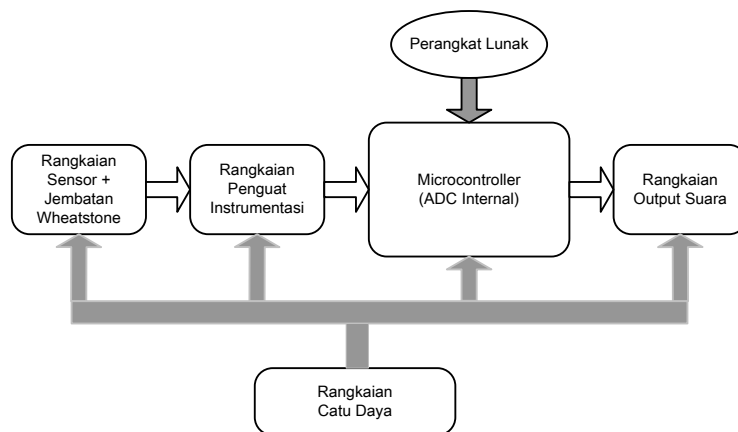 Perangkat Lunak
Rangkaian
Sensor +
Jembatan
Wheatstone
Rangkaian
Penguat
Instrumentasi
Microcontroller
(ADC Internal)
Rangkaian
Output Suara
Rangkaian
Catu Daya